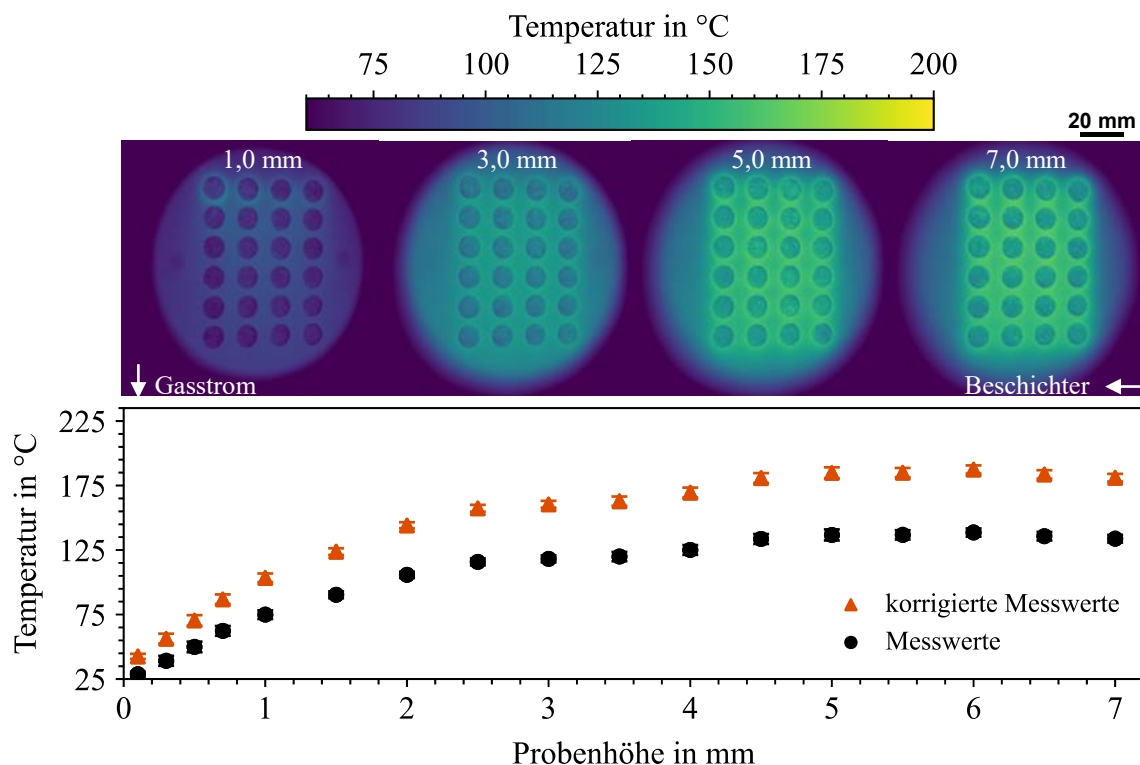 Temperatur in °C
75 100 125 150 175 200
20 mm
1,0 mm 3,0 mm 5,0 mm 7,0 mm
Gasstrom Beschichter
Temperatur in °C
225
175
125
75
25
korrigierte Messwerte
Messwerte
0 1 2 3 4 5 6 7
Probenhöhe in mm